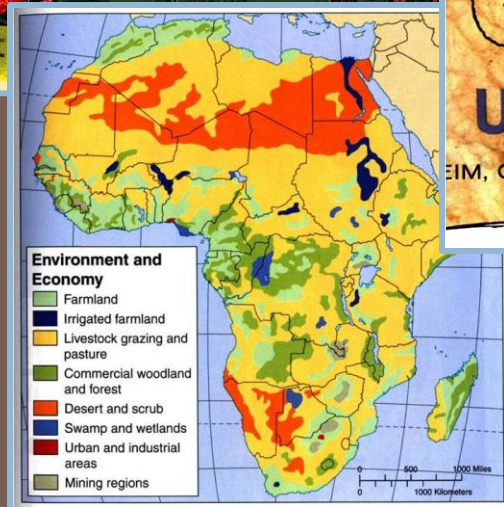 U
EIM, 
Environment and
Economy
Farmland
Irrigated farmland
Livestock grazing and
pasture
Commercial woodland
and forest
Desert and scrub
Swamp and wetlands
Urban and industrial
areas
Mining regions
0 500 1000 Miles
0 1000 Kilometers